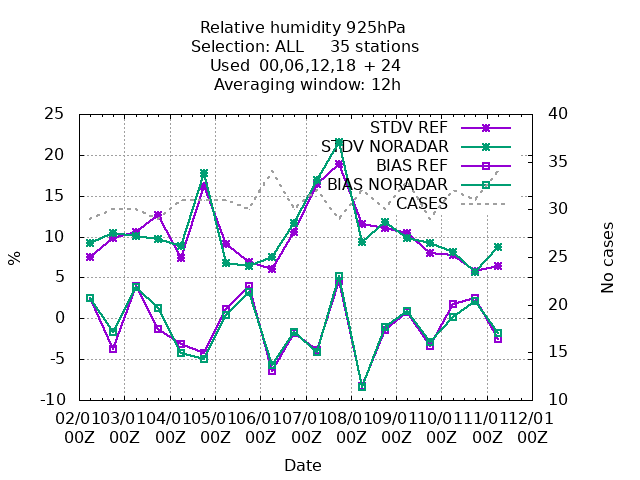 Relative humidity 925hPa
Selection: ALL 35 stations
Used 00,06,12,18 + 24
Averaging window: 12h
STDV REF
STDV NORADAR
BIAS REF
BIAS NORADAR
CASES
25
20
15
10
5
0
-5
-10
%
40
35
30
25
20
15
10
No cases
02/01 03/01 04/01 05/01 06/01 07/01 08/01 09/01 10/01 11/01 12/01
00Z 00Z 00Z 00Z 00Z 00Z 00Z 00Z 00Z 00Z 00Z
Date